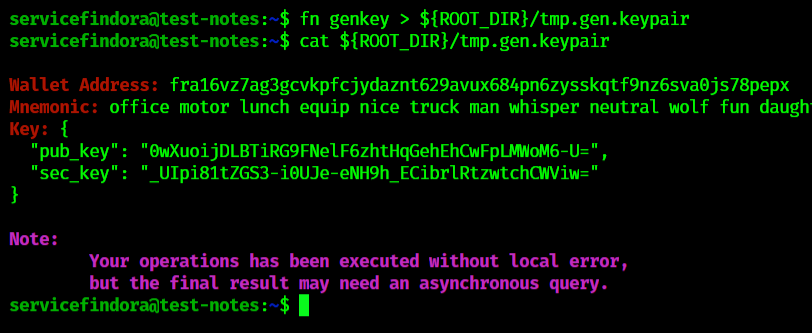 servicefindora@test-notes:~$ fn genkey > ${ROOT_DIR}/tmp.gen.keypair
servicefindora@test-notes:~$ cat ${ROOT_DIR}/tmp.gen.keypair
Wallet Address: fra16vz7ag3gcvkpfcjydaznt629avux684pn6zysskqtf9nz6sva0js78pepx
Mnemonic: office motor lunch equip nice truck man whisper neutral wolf fun daught
Key: {
"pub_key": "0wXuoijDLBTiRG9FNelF6zhtHqGehEhCwFpLMWoM6-U=",
"sec_key": "_UIpi81tZGS3-i0UJe-eNH9h_ECibrlRtzwtchCWViw="
}
Note:
Your operations has been executed without local error,
but the final result may need an asynchronous query.
servicefindora@test-notes:~$